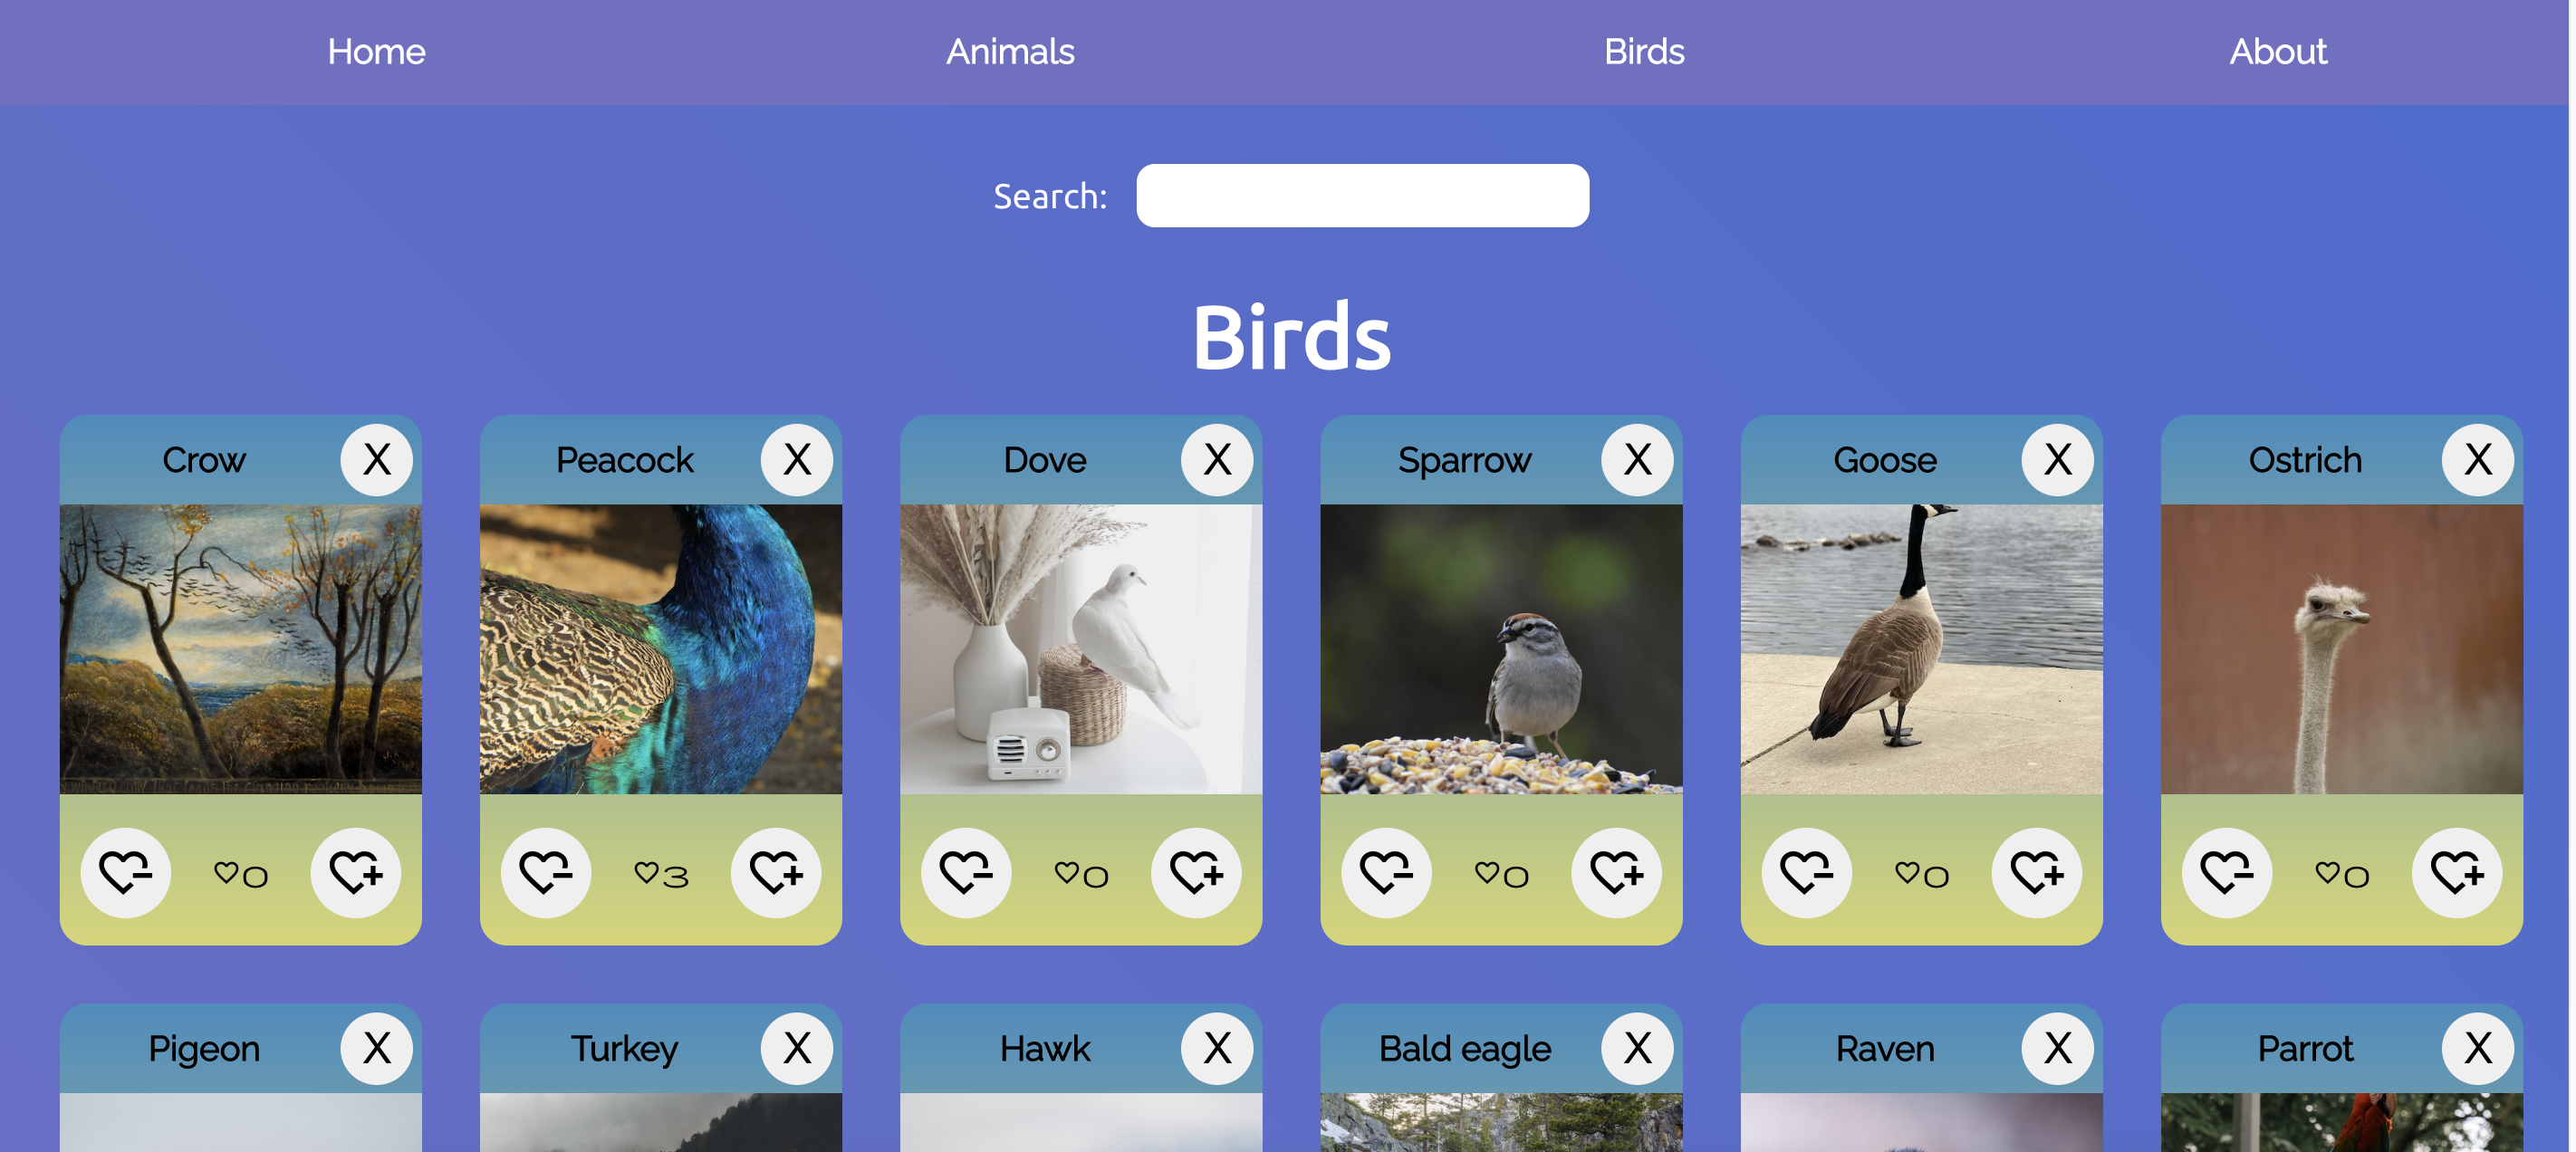 Home Animals Birds About
Search:
Birds
Crow X Peacock X Dove X Sparrow X Goose X Ostrich X
0 3 0 0 0 0
Pigeon X Turkey X Hawk X Bald eagle X Raven X Parrot X